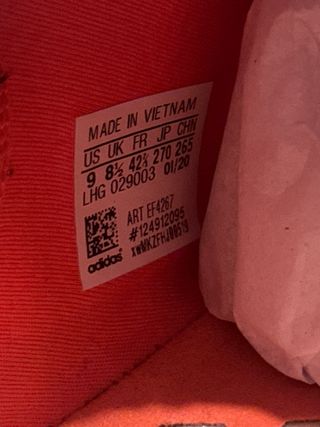 MADE IN VIETNAM
US UK FR JP CHN
9 8½ 42⅔ 270 265
LHG 029003 01/20
ART EF4267
#124912095
adidas